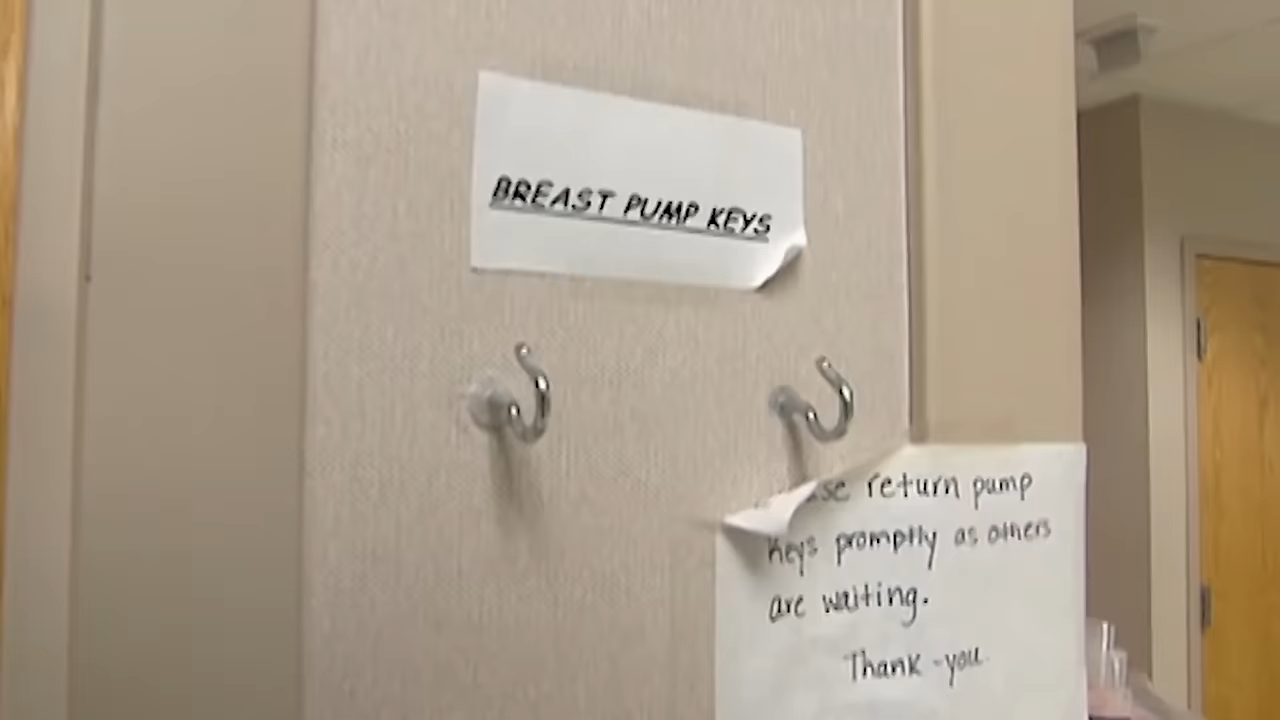 BREAST PUMP KEYS
return pump
keys promptly as others
are waiting.
Thank-you